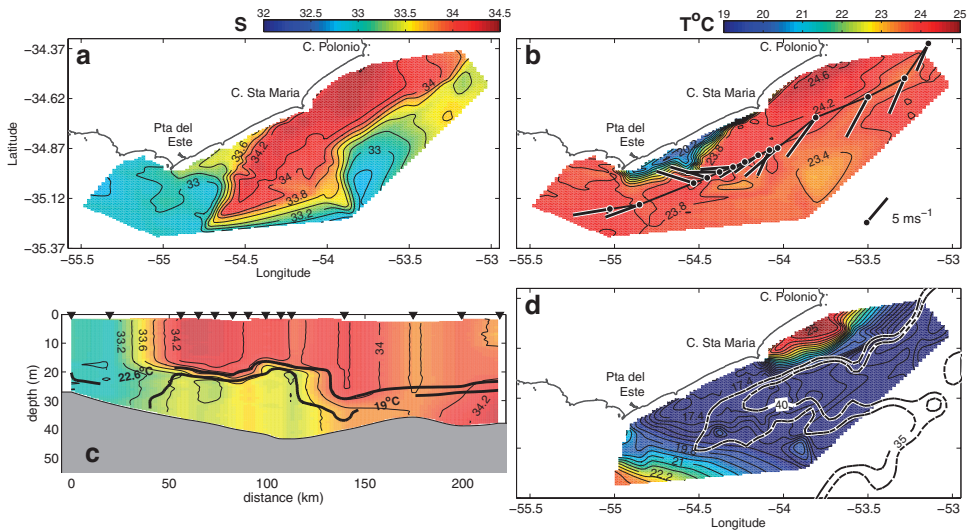 S
32 32.5 33 33.5 34 34.5
a
C. Polonio
C. Sta Maria
Pta del
Este
33.6
34.2
34
34
33
33
33.8
33.2
−34.37
−34.62
−34.87
−35.12
−35.37
Latitude
−55.5 −55 −54.5 −54 −53.5 −53
Longitude
T°C
19 20 21 22 23 24 25
b
C. Polonio
C. Sta Maria
Pta del
Este
24.6
24.2
23.8
23.4
23.8
5 ms−1
−55.5 −55 −54.5 −54 −53.5 −53
0
10
20
30
40
50
depth (m)
33.2
33.6
34.2
34
34.2
22.6°C
19°C
c
0 50 100 150 200
distance (km)
d
C. Polonio
C. Sta Maria
Pta del
Este
40
35
21
22.2
−55.5 −55 −54.5 −54 −53.5 −53
Longitude